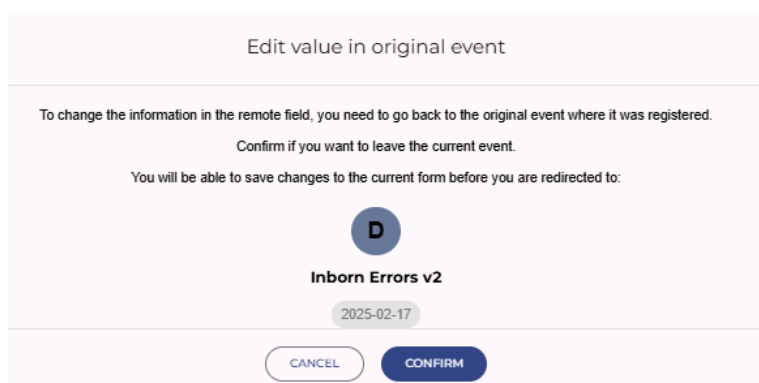 Edit value in original event
To change the information in the remote field, you need to go back to the original event where it was registered.
Confirm if you want to leave the current event.
You will be able to save changes to the current form before you are redirected to:
D
Inborn Errors v2
2025-02-17
CANCEL CONFIRM